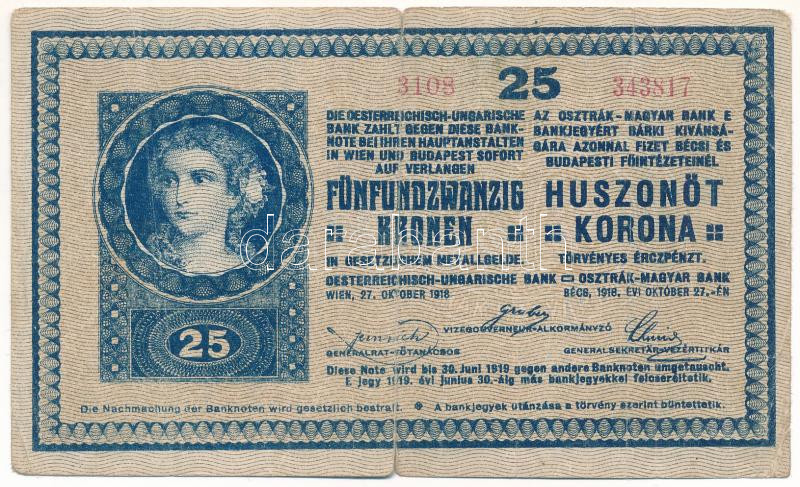 3108 25 343817
DIE OESTERREICHISCH-UNGARISCHE
BANK ZAHLT GEGEN DIESE BANK-
NOTE BEI IHREN HAUPTANSTALTEN
IN WIEN UND BUDAPEST SOFORT
AUF VERLANGEN
FÜNFUNDZWANZIG
KRONEN
IN GESETZLICHEM METALLGELDE.
OESTERREICHISCH-UNGARISCHE BANK
WIEN, 27. OKTOBER 1918
AZ OSZTRÁK-MAGYAR BANK E
BANKJEGYÉRT BÁRKI KIVÁNSÁ-
GÁRA AZONNAL FIZET BÉCSI ÉS
BUDAPESTI FŐINTÉZETEINÉL
HUSZONÖT
KORONA
TÖRVÉNYES ÉRCZPÉNZT.
OSZTRÁK-MAGYAR BANK
BÉCS, 1918. ÉVI OKTÓBER 27.-ÉN
VIZEGOUVERNEUR-ALKORMÁNYZÓ
GENERALRAT-FŐTANÁCSOS
GENERALSEKRETÄR-VEZÉRTITKÁR
Diese Note wird bis 30. Juni 1919 gegen andere Banknoten umgetauscht.
E jegy 1919. évi junius 30.-áig más bankjegyekkel felcseréltetik.
25
Die Nachmachung der Banknoten wird gesetzlich bestraft. A bankjegyek utánzása a törvény szerint büntettetik.
darabanth